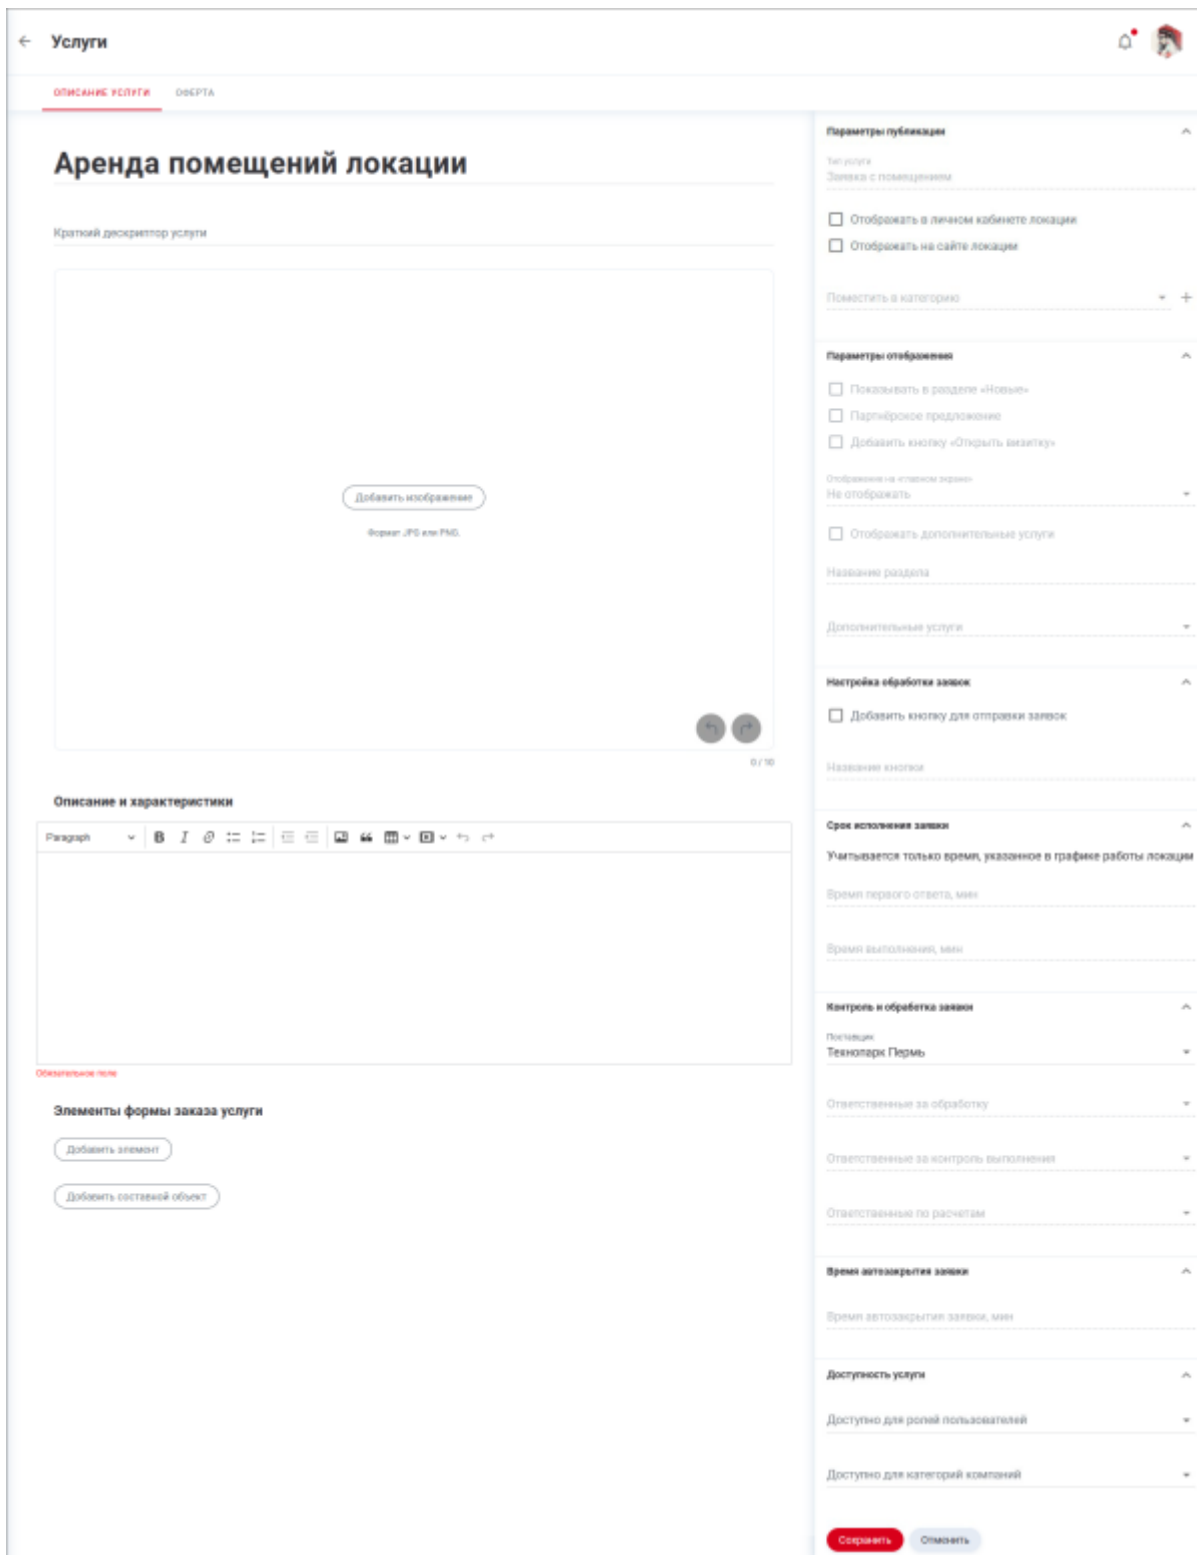 Услуги
ОПИСАНИЕ УСЛУГИ ОФЕРТА
Аренда помещений локации
Краткий дескриптор услуги
Добавить изображение
Формат JPG или PNG.
0 / 10
Описание и характеристики
Paragraph
Обязательное поле
Элементы формы заказа услуги
Добавить элемент
Добавить составной объект
Параметры публикации
Тип услуги
Заявка с помещением
Отображать в личном кабинете локации
Отображать на сайте локации
Поместить в категорию
Параметры отображения
Показывать в разделе «Новые»
Партнёрское предложение
Добавить кнопку «Открыть визитку»
Отображение на «главном экране»
Не отображать
Отображать дополнительные услуги
Название раздела
Дополнительные услуги
Настройка обработки заявок
Добавить кнопку для отправки заявок
Название кнопки
Срок исполнения заявки
Учитывается только время, указанное в графике работы локации
Время первого ответа, мин
Время выполнения, мин
Контроль и обработка заявки
Поставщик
Технопарк Пермь
Ответственные за обработку
Ответственные за контроль выполнения
Ответственные по расчетам
Время автозакрытия заявки
Время автозакрытия заявки, мин
Доступность услуги
Доступно для ролей пользователей
Доступно для категорий компаний
Сохранить Отменить